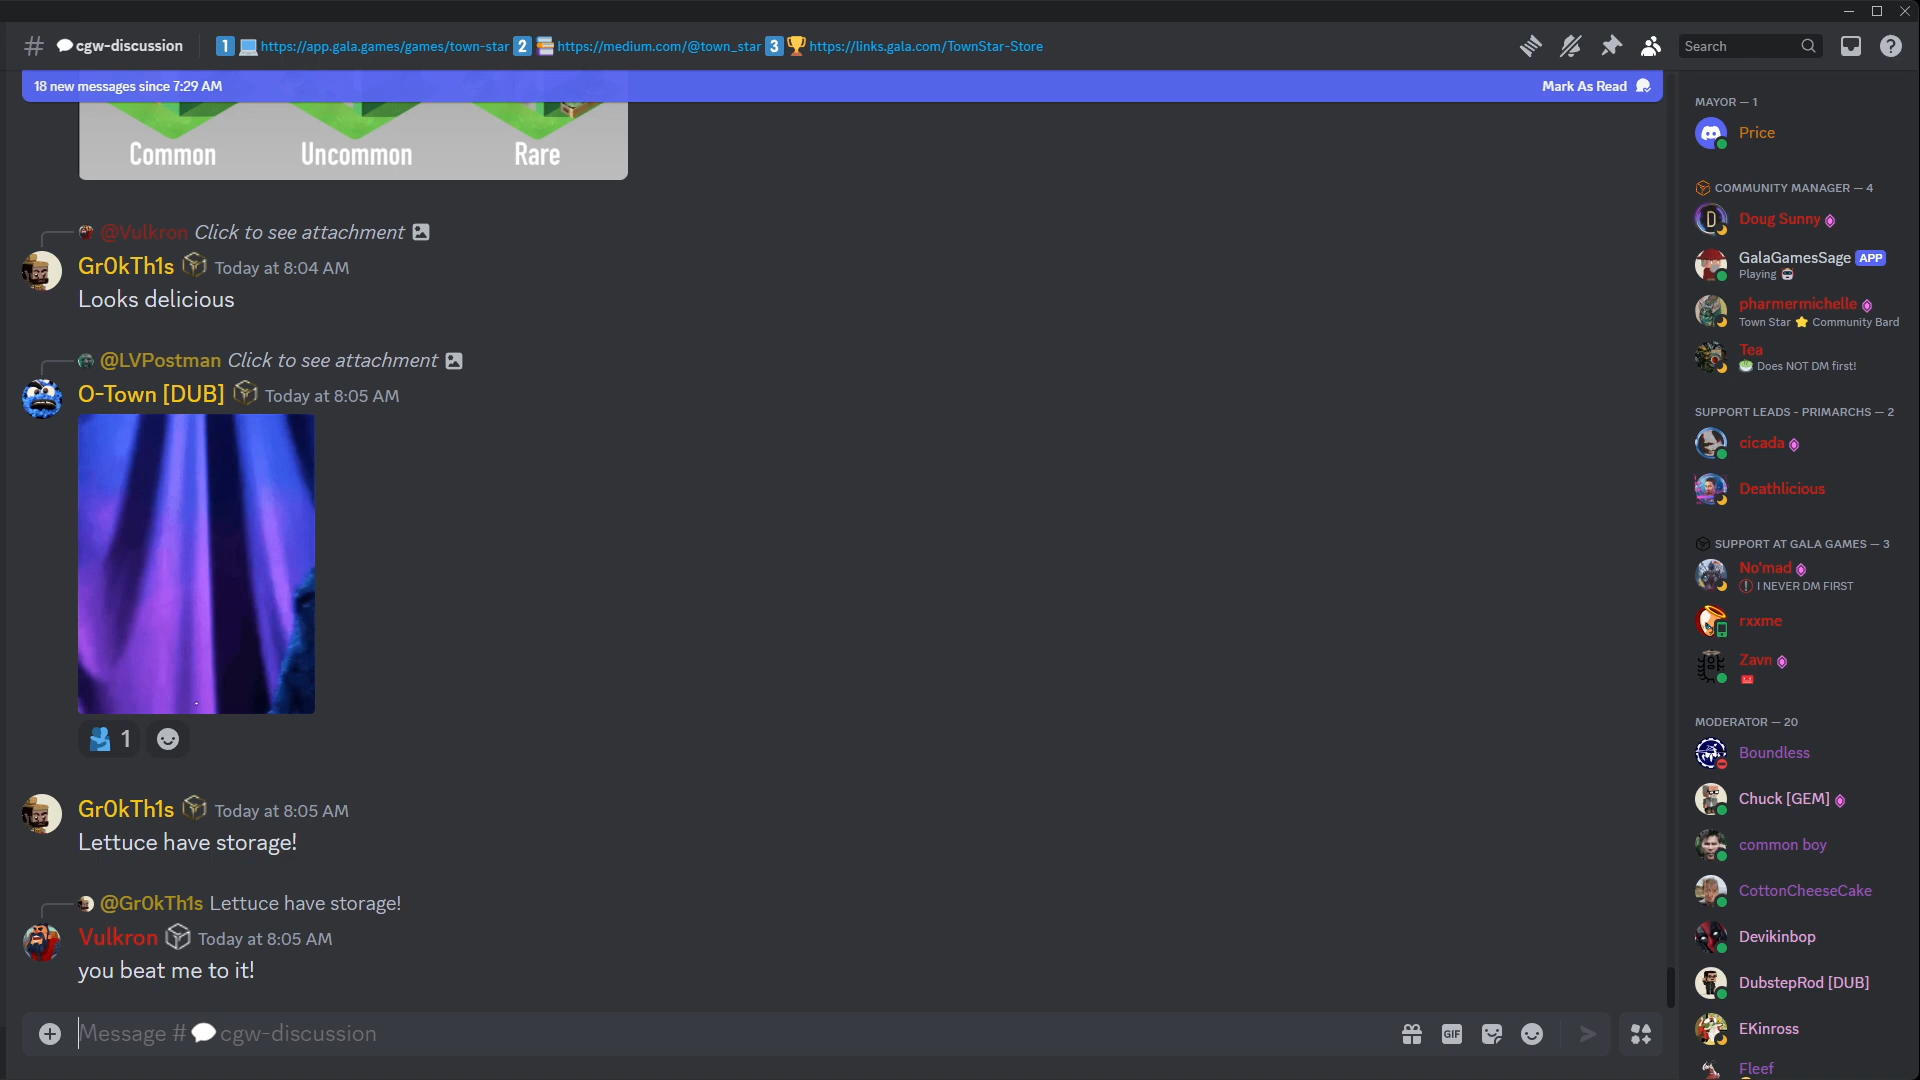 # cgw-discussion
1 https://app.gala.games/games/town-star 2 https://medium.com/@town_star 3 https://links.gala.com/TownStar-Store
Search
18 new messages since 7:29 AM
Mark As Read
Common Uncommon Rare
@Vulkron Click to see attachment
Gr0kTh1s Today at 8:04 AM
Looks delicious
@LVPostman Click to see attachment
O-Town [DUB] Today at 8:05 AM
1
Gr0kTh1s Today at 8:05 AM
Lettuce have storage!
@Gr0kTh1s Lettuce have storage!
Vulkron Today at 8:05 AM
you beat me to it!
Message # cgw-discussion
GIF
MAYOR — 1
Price
COMMUNITY MANAGER — 4
D
Doug Sunny
GalaGamesSage APP
Playing
pharmermichelle
Town Star Community Bard
Tea
Does NOT DM first!
SUPPORT LEADS - PRIMARCHS — 2
cicada
Deathlicious
SUPPORT AT GALA GAMES — 3
No'mad
I NEVER DM FIRST
rxxme
Zavn
MODERATOR — 20
Boundless
Chuck [GEM]
common boy
CottonCheeseCake
Devikinbop
DubstepRod [DUB]
EKinross
Fleef